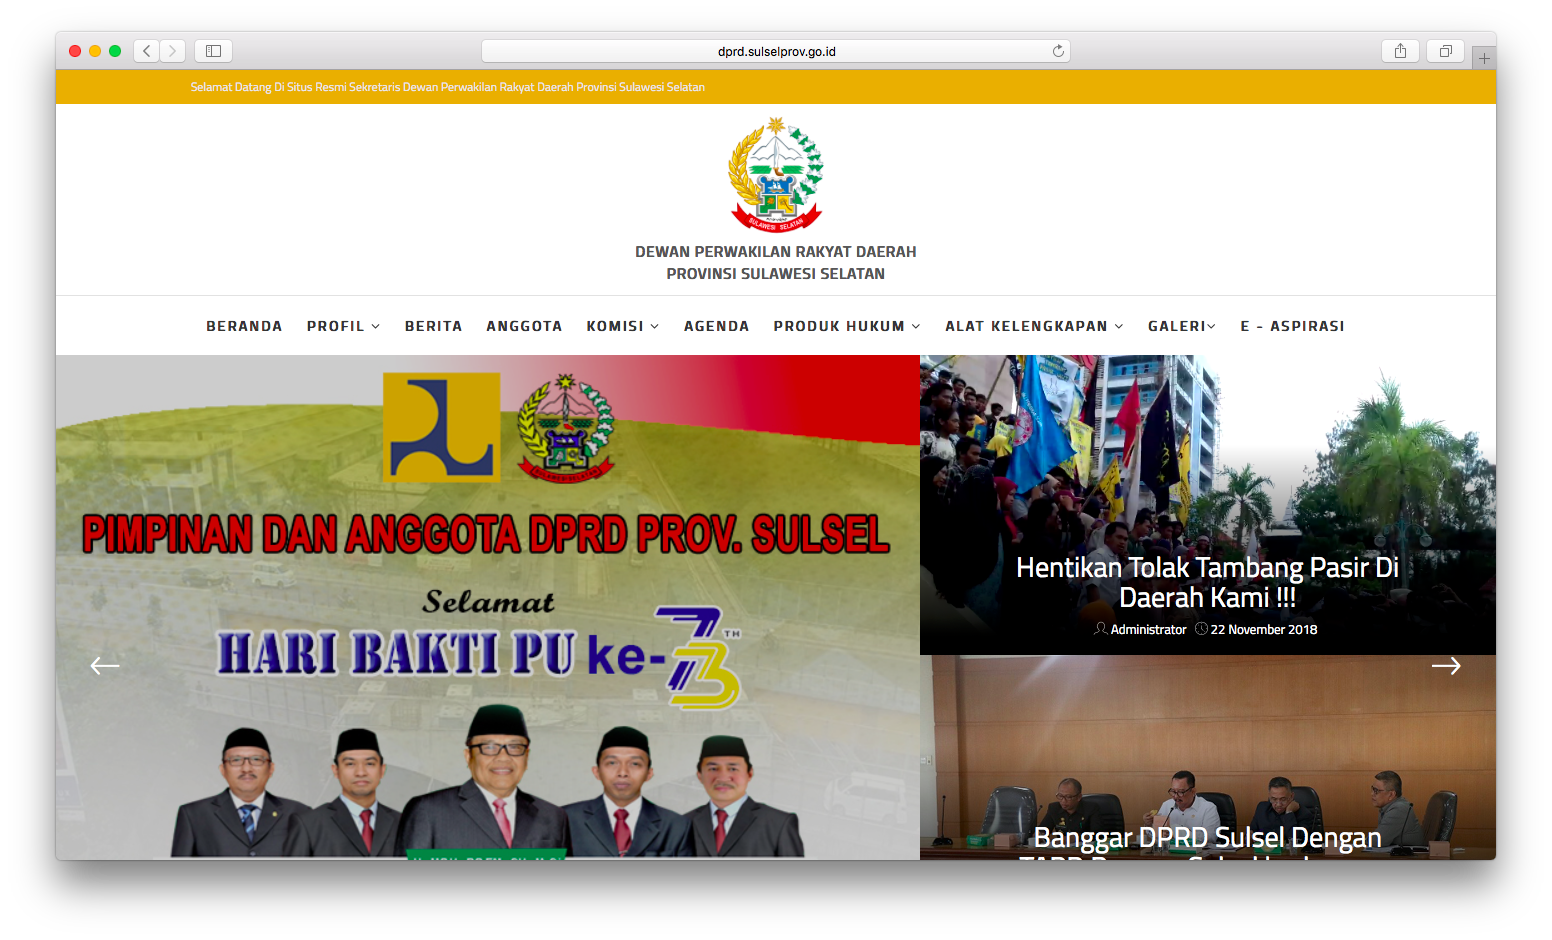 dprd.sulselprov.go.id
Selamat Datang Di Situs Resmi Sekretaris Dewan Perwakilan Rakyat Daerah Provinsi Sulawesi Selatan
SULAWESI SELATAN
DEWAN PERWAKILAN RAKYAT DAERAH
PROVINSI SULAWESI SELATAN
BERANDA PROFIL BERITA ANGGOTA KOMISI AGENDA PRODUK HUKUM ALAT KELENGKAPAN GALERI E - ASPIRASI
PIMPINAN DAN ANGGOTA DPRD PROV. SULSEL
Selamat
HARI BAKTI PU ke-73 TH
Hentikan Tolak Tambang Pasir Di
Daerah Kami !!!
Administrator 22 November 2018
Banggar DPRD Sulsel Dengan